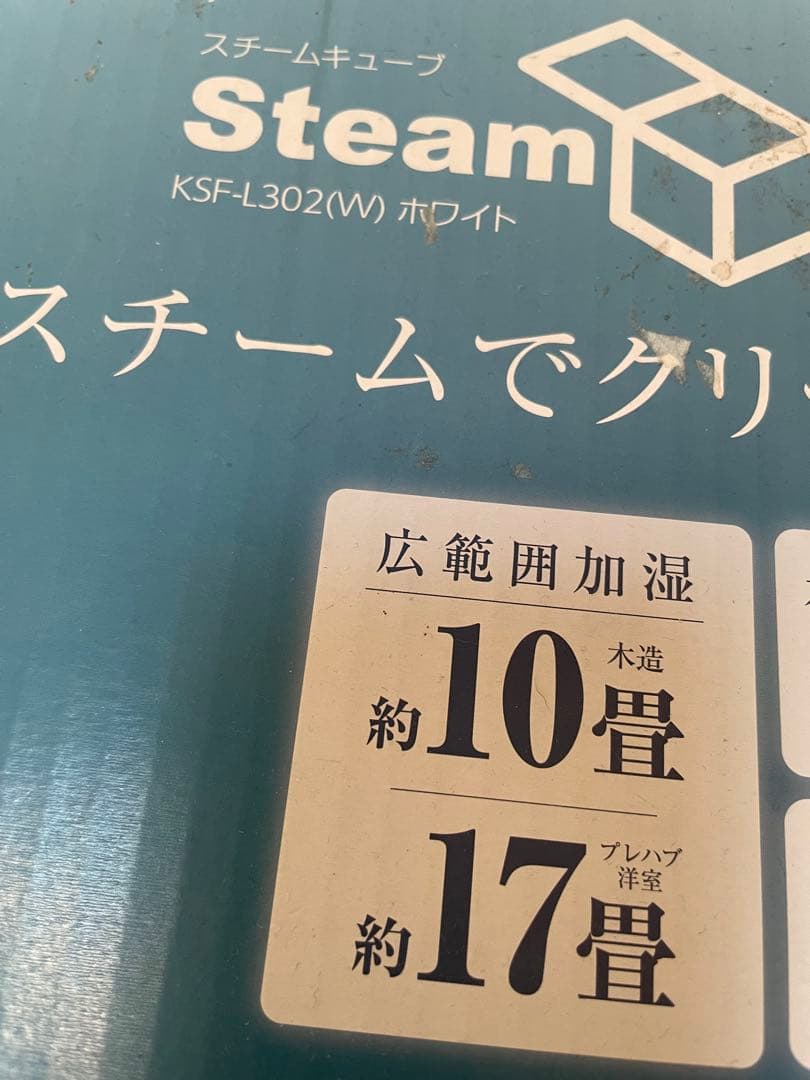 スチームキューブ
Steam
KSF-L302(W) ホワイト
スチームでクリ
広範囲加湿
約10畳
木造
約17畳
プレハブ
洋室